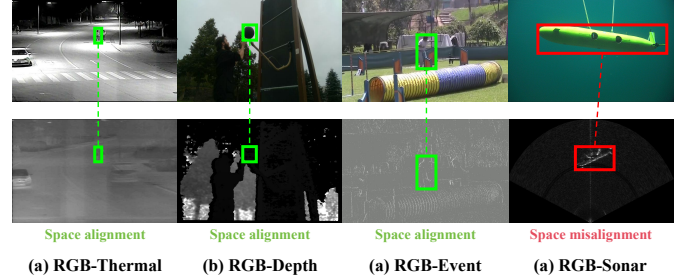 Space alignment Space alignment Space alignment Space misalignment
(a) RGB-Thermal (b) RGB-Depth (a) RGB-Event (a) RGB-Sonar